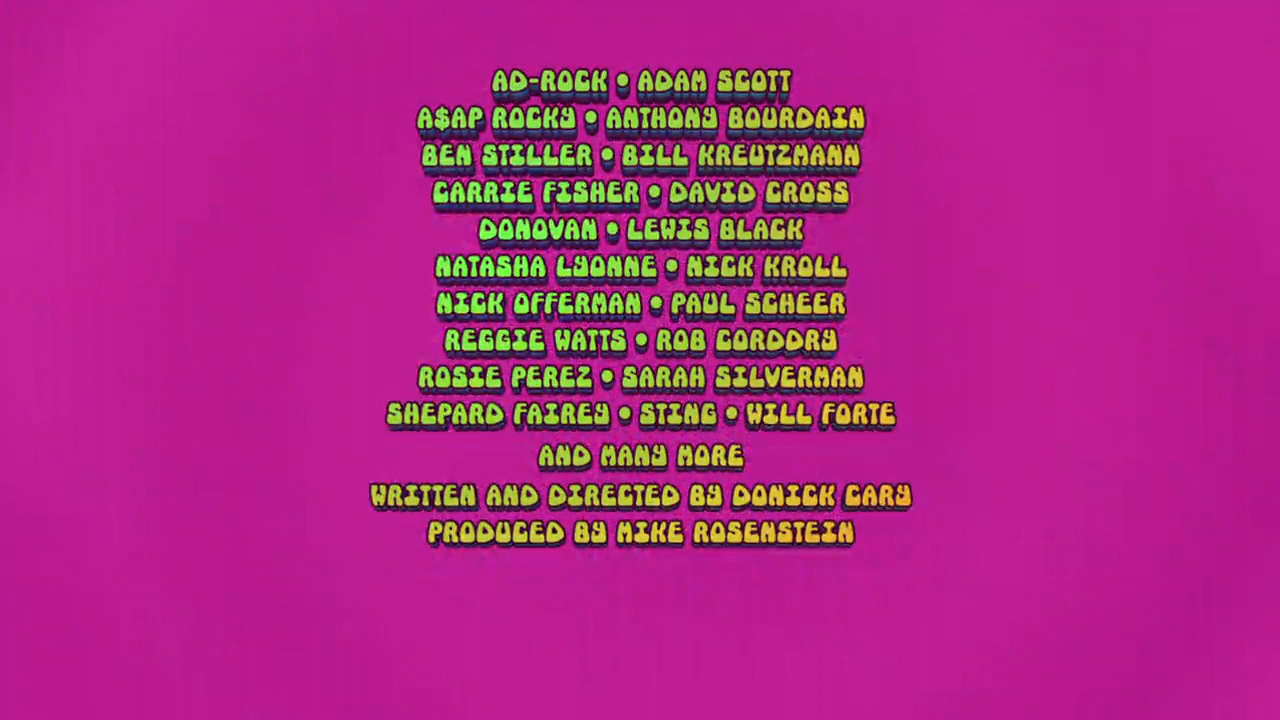 AD-ROCK • ADAM SCOTT
A$AP ROCKY • ANTHONY BOURDAIN
BEN STILLER • BILL KREUTZMANN
CARRIE FISHER • DAVID CROSS
DONOVAN • LEWIS BLACK
NATASHA LYONNE • NICK KROLL
NICK OFFERMAN • PAUL SCHEER
REGGIE WATTS • ROB CORDDRY
ROSIE PEREZ • SARAH SILVERMAN
SHEPARD FAIREY • STING • WILL FORTE
AND MANY MORE
WRITTEN AND DIRECTED BY DONICK CARY
PRODUCED BY MIKE ROSENSTEIN